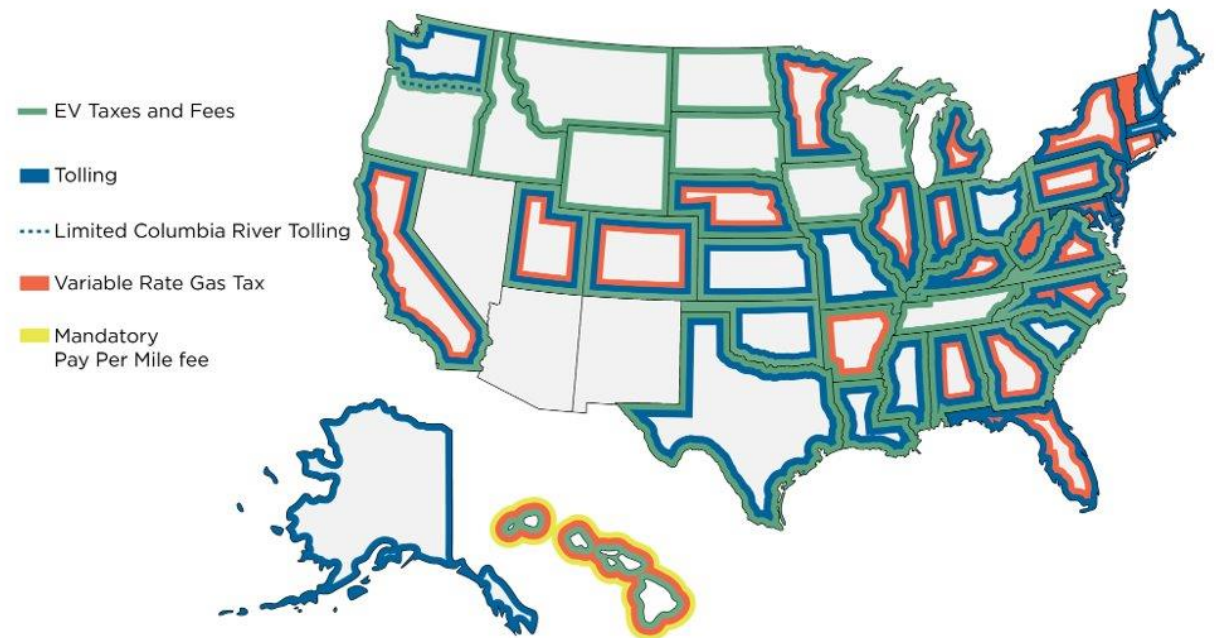 EV Taxes and Fees
Tolling
Limited Columbia River Tolling
Variable Rate Gas Tax
Mandatory
Pay Per Mile fee